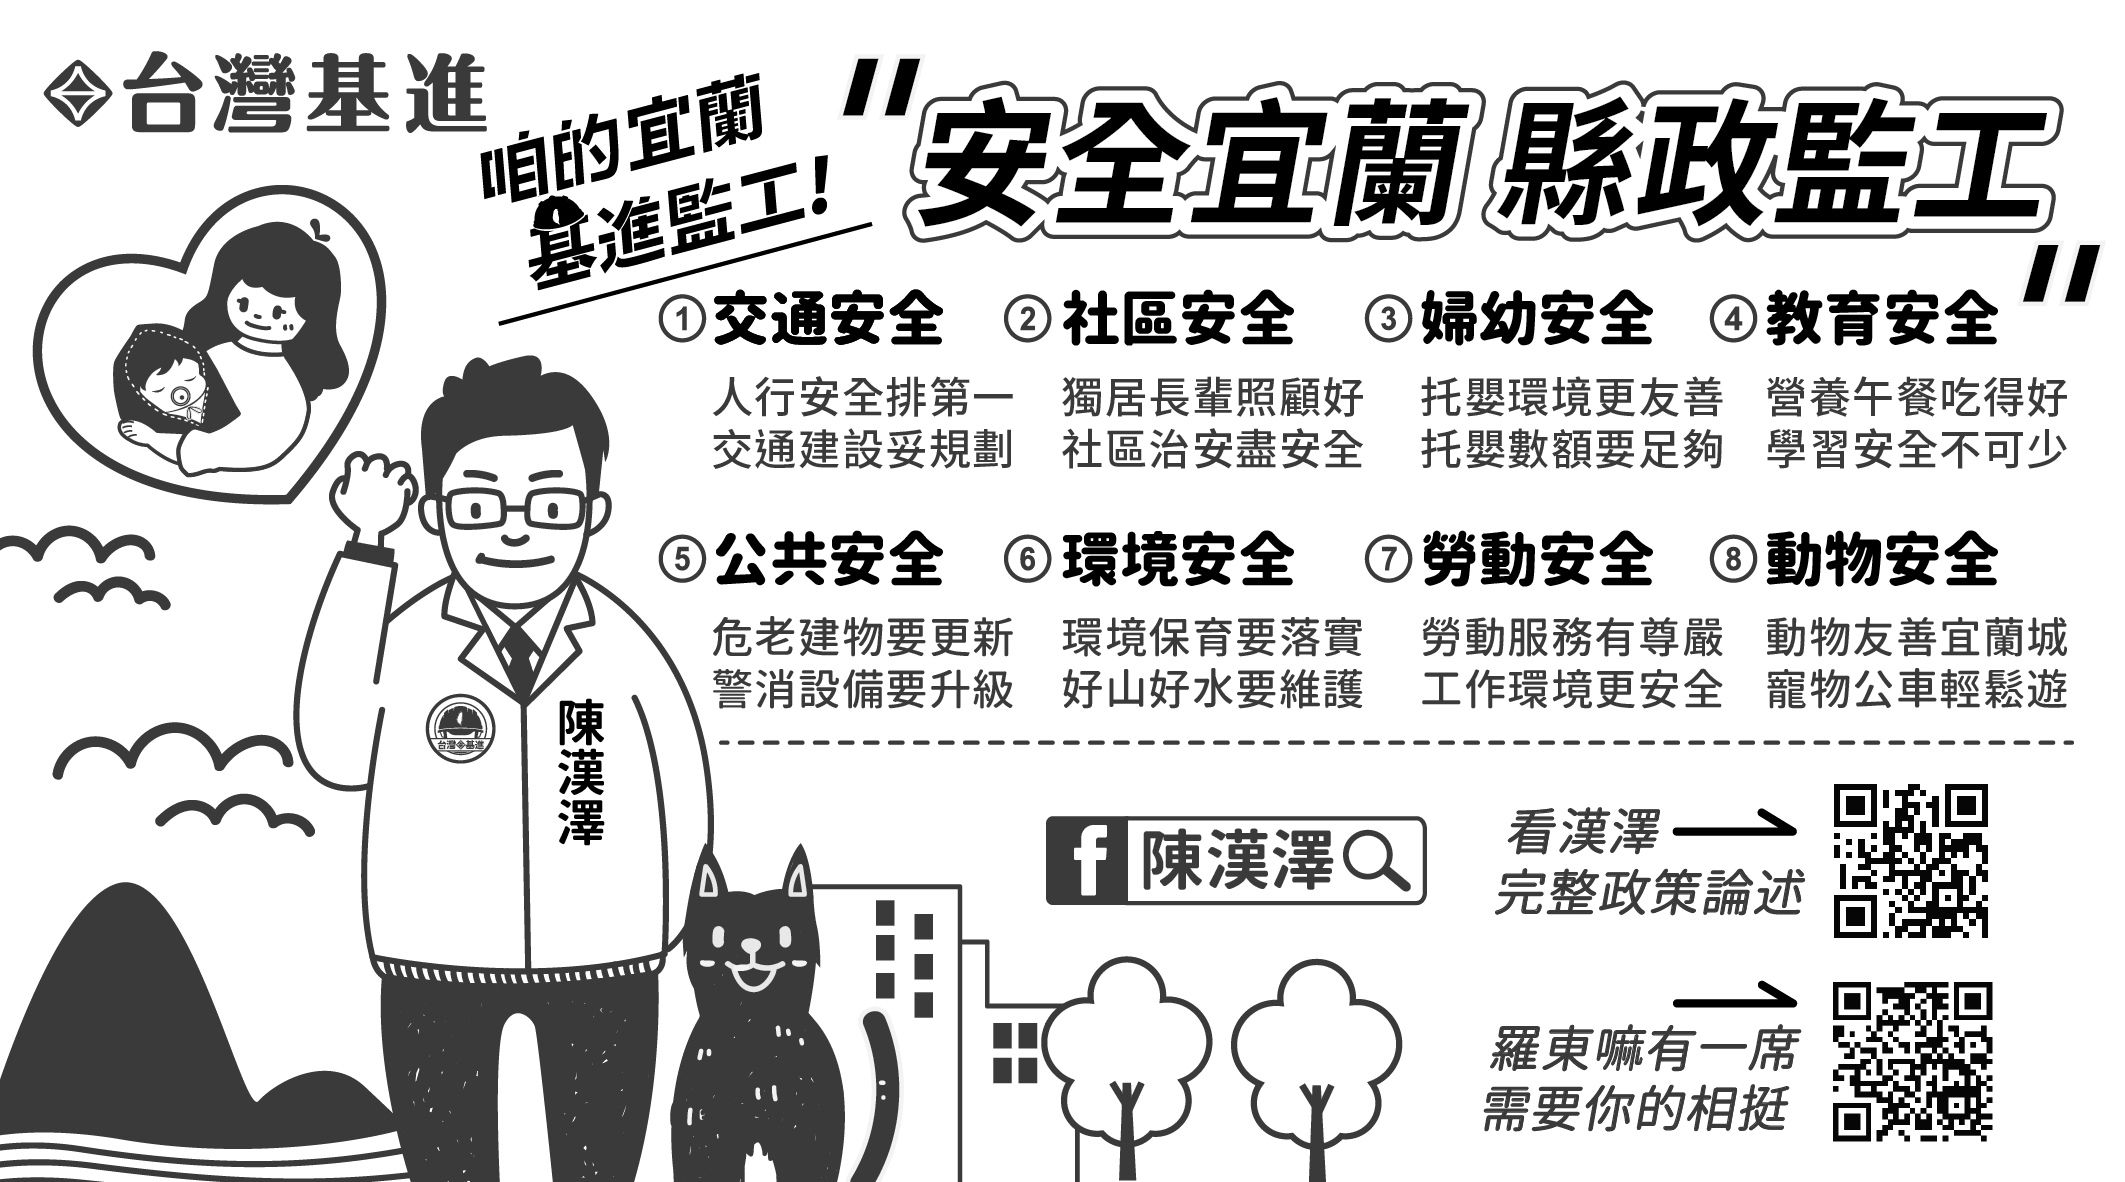 台灣基進
咱的宜蘭
基進監工!
"安全宜蘭 縣政監工"
① 交通安全
人行安全排第一
交通建設妥規劃
② 社區安全
獨居長輩照顧好
社區治安盡安全
③ 婦幼安全
托嬰環境更友善
托嬰數額要足夠
④ 教育安全
營養午餐吃得好
學習安全不可少
⑤ 公共安全
危老建物要更新
警消設備要升級
⑥ 環境安全
環境保育要落實
好山好水要維護
⑦ 勞動安全
勞動服務有尊嚴
工作環境更安全
⑧ 動物安全
動物友善宜蘭城
寵物公車輕鬆遊
台灣基進
陳漢澤
f 陳漢澤
看漢澤
完整政策論述
羅東嘛有一席
需要你的相挺